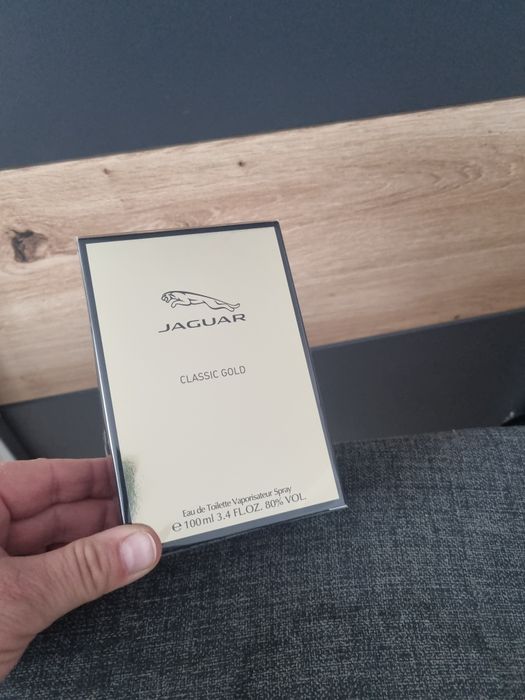 JAGUAR
CLASSIC GOLD
Eau de Toilette Vaporisateur Spray
℮ 100 ml 3.4 FL.OZ. 80% VOL.